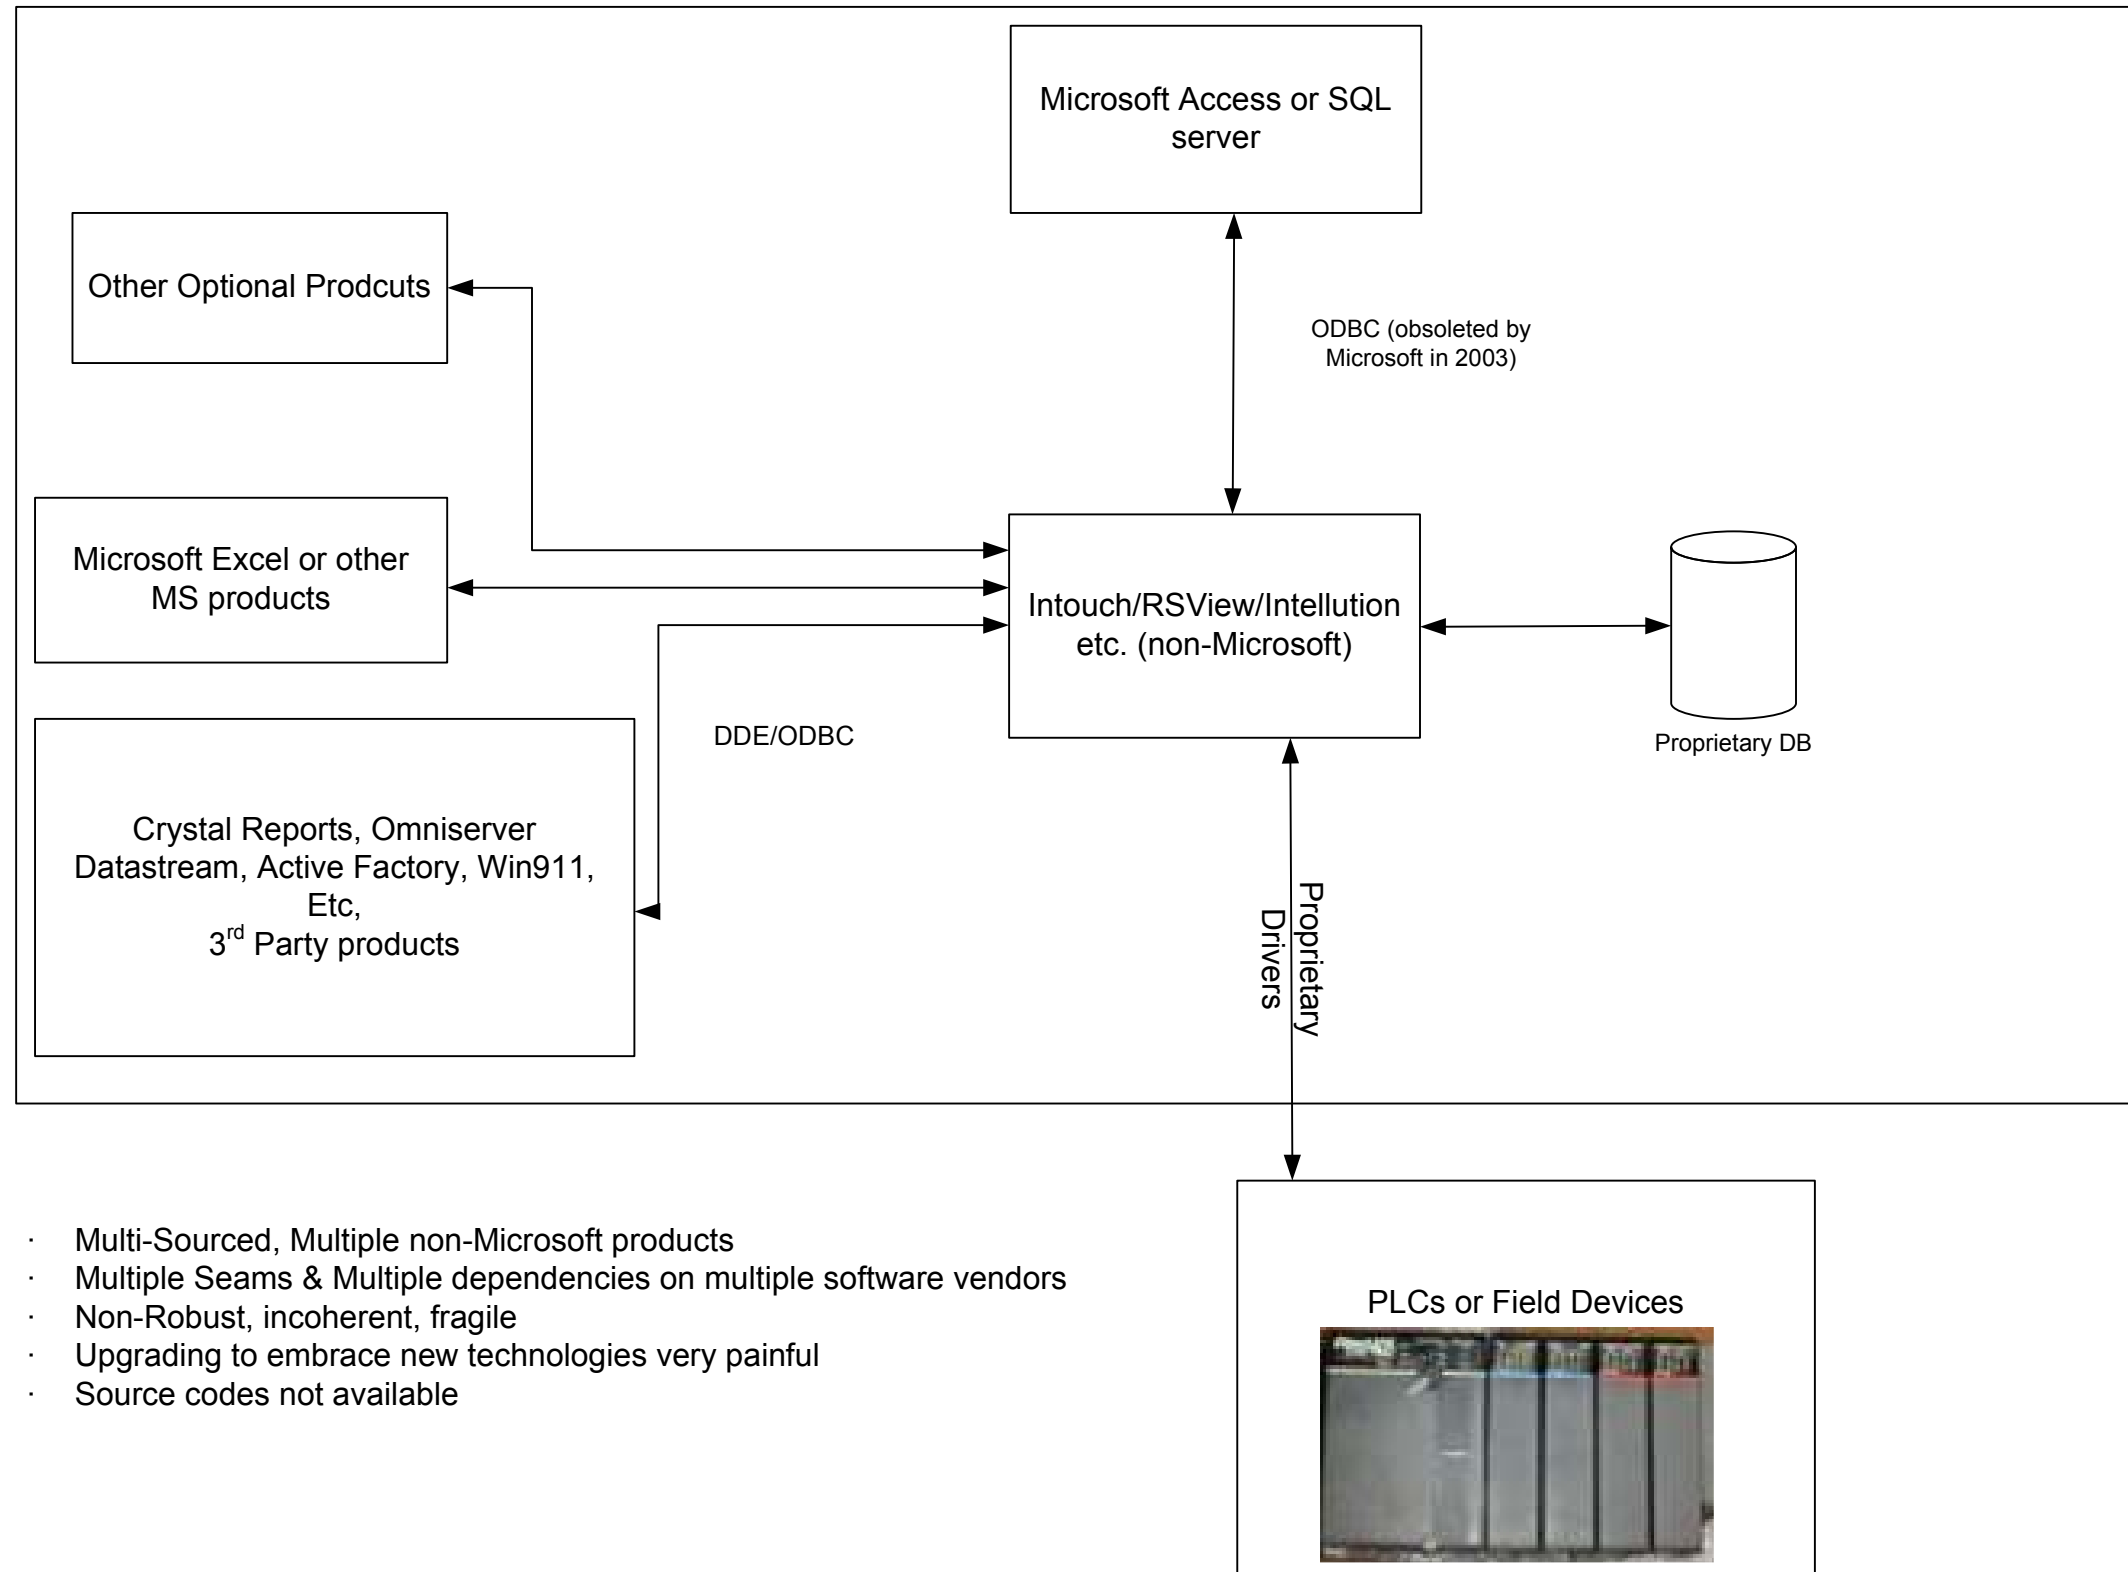 Microsoft Access or SQL
server
Other Optional Prodcuts
ODBC (obsoleted by
Microsoft in 2003)
Microsoft Excel or other
MS products
Intouch/RSView/Intellution
etc. (non-Microsoft)
Proprietary DB
DDE/ODBC
Crystal Reports, Omniserver
Datastream, Active Factory, Win911,
Etc,
3rd Party products
Proprietary
Drivers
· Multi-Sourced, Multiple non-Microsoft products
· Multiple Seams & Multiple dependencies on multiple software vendors
· Non-Robust, incoherent, fragile
· Upgrading to embrace new technologies very painful
· Source codes not available
PLCs or Field Devices